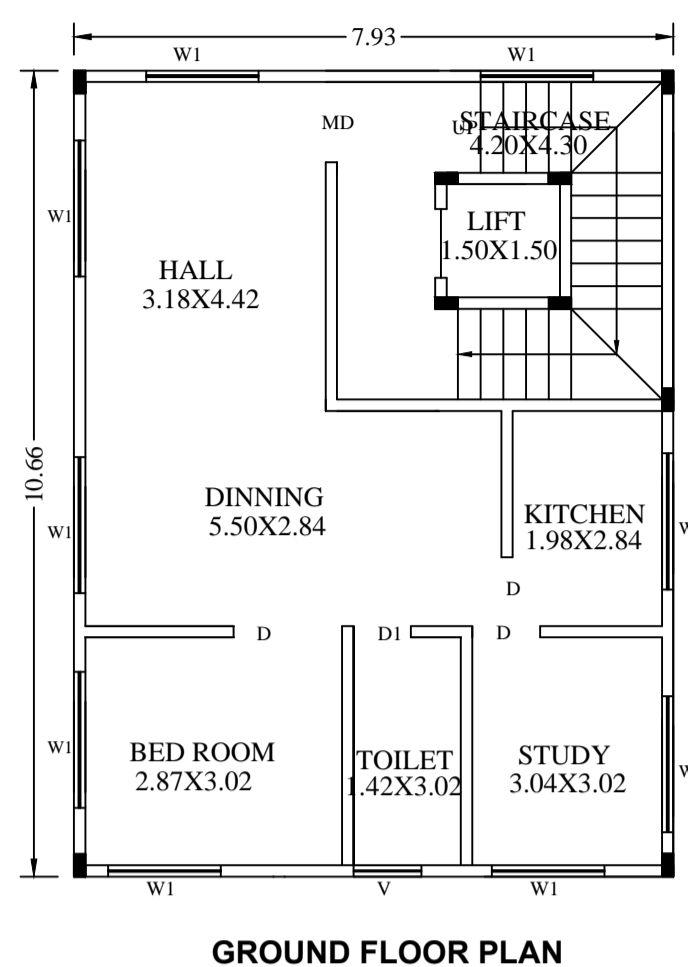 7.93
W1
W1
MD
UP
STAIRCASE
4.20X4.30
W1
LIFT
1.50X1.50
HALL
3.18X4.42
10.66
DINNING
5.50X2.84
KITCHEN
1.98X2.84
W1
W
D
D
D1
D
BED ROOM
2.87X3.02
TOILET
1.42X3.02
STUDY
3.04X3.02
W1
W
W1
V
W1
GROUND FLOOR PLAN